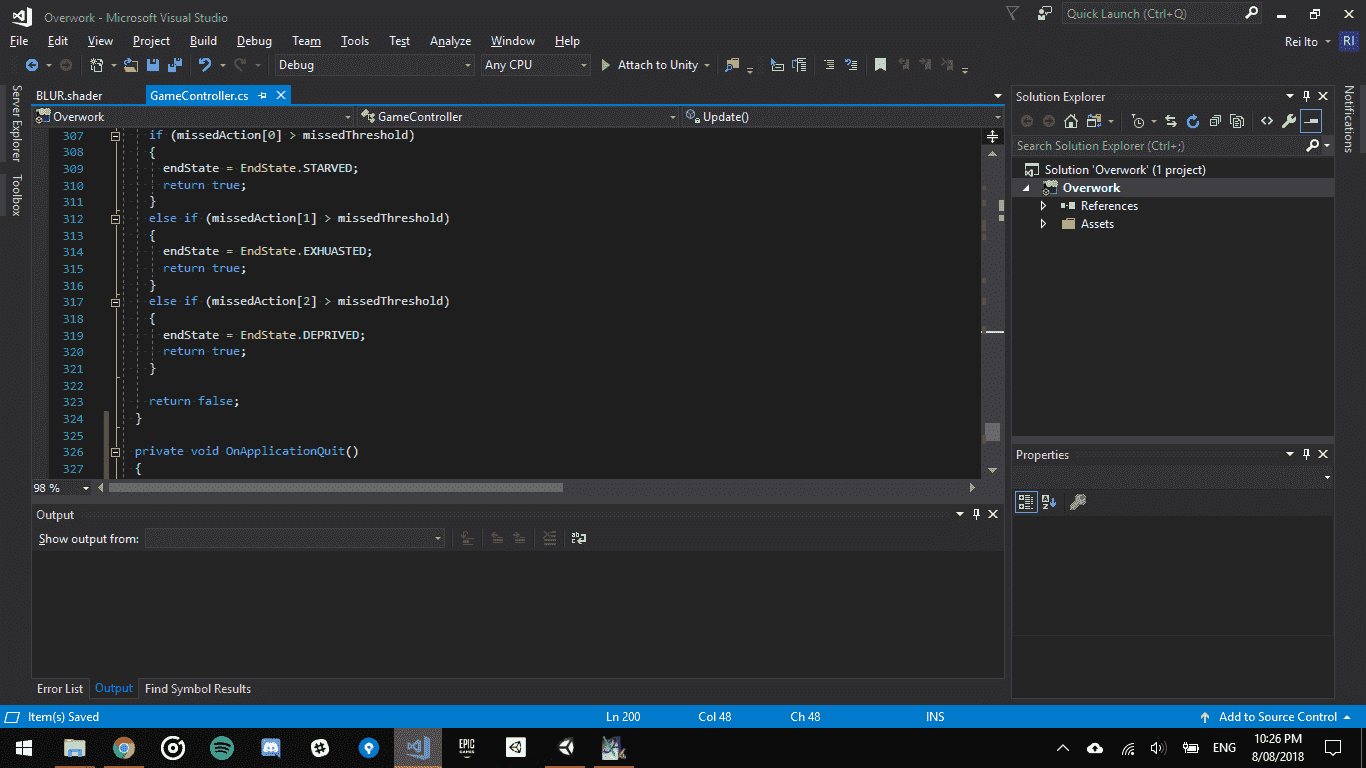 Overwork - Microsoft Visual Studio
Quick Launch (Ctrl+Q)
File Edit View Project Build Debug Team Tools Test Analyze Window Help
Rei Ito RI
Debug Any CPU Attach to Unity
Server Explorer
Toolbox
BLUR.shader GameController.cs
Overwork GameController Update()
307 if (missedAction[0] > missedThreshold)
308 {
309 endState = EndState.STARVED;
310 return true;
311 }
312 else if (missedAction[1] > missedThreshold)
313 {
314 endState = EndState.EXHUASTED;
315 return true;
316 }
317 else if (missedAction[2] > missedThreshold)
318 {
319 endState = EndState.DEPRIVED;
320 return true;
321 }
322
323 return false;
324 }
325
326 private void OnApplicationQuit()
327 {
98 %
Output
Show output from:
Error List Output Find Symbol Results
Solution Explorer
Search Solution Explorer (Ctrl+;)
Solution 'Overwork' (1 project)
Overwork
References
Assets
Properties
Notifications
Item(s) Saved Ln 200 Col 48 Ch 48 INS Add to Source Control
EPIC GAMES
ENG
10:26 PM
8/08/2018